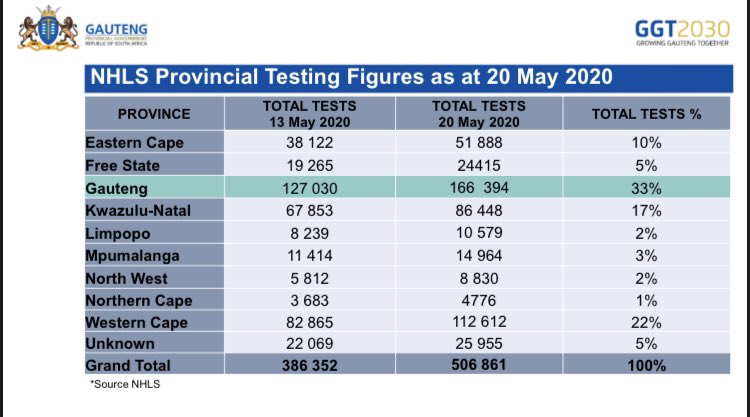 GAUTENG
PROVINCIAL GOVERNMENT
REPUBLIC OF SOUTH AFRICA
GGT2030
GROWING GAUTENG TOGETHER
NHLS Provincial Testing Figures as at 20 May 2020
PROVINCE TOTAL TESTS 13 May 2020 TOTAL TESTS 20 May 2020 TOTAL TESTS %
Eastern Cape 38 122 51 888 10%
Free State 19 265 24415 5%
Gauteng 127 030 166 394 33%
Kwazulu-Natal 67 853 86 448 17%
Limpopo 8 239 10 579 2%
Mpumalanga 11 414 14 964 3%
North West 5 812 8 830 2%
Northern Cape 3 683 4776 1%
Western Cape 82 865 112 612 22%
Unknown 22 069 25 955 5%
Grand Total 386 352 506 861 100%
*Source NHLS